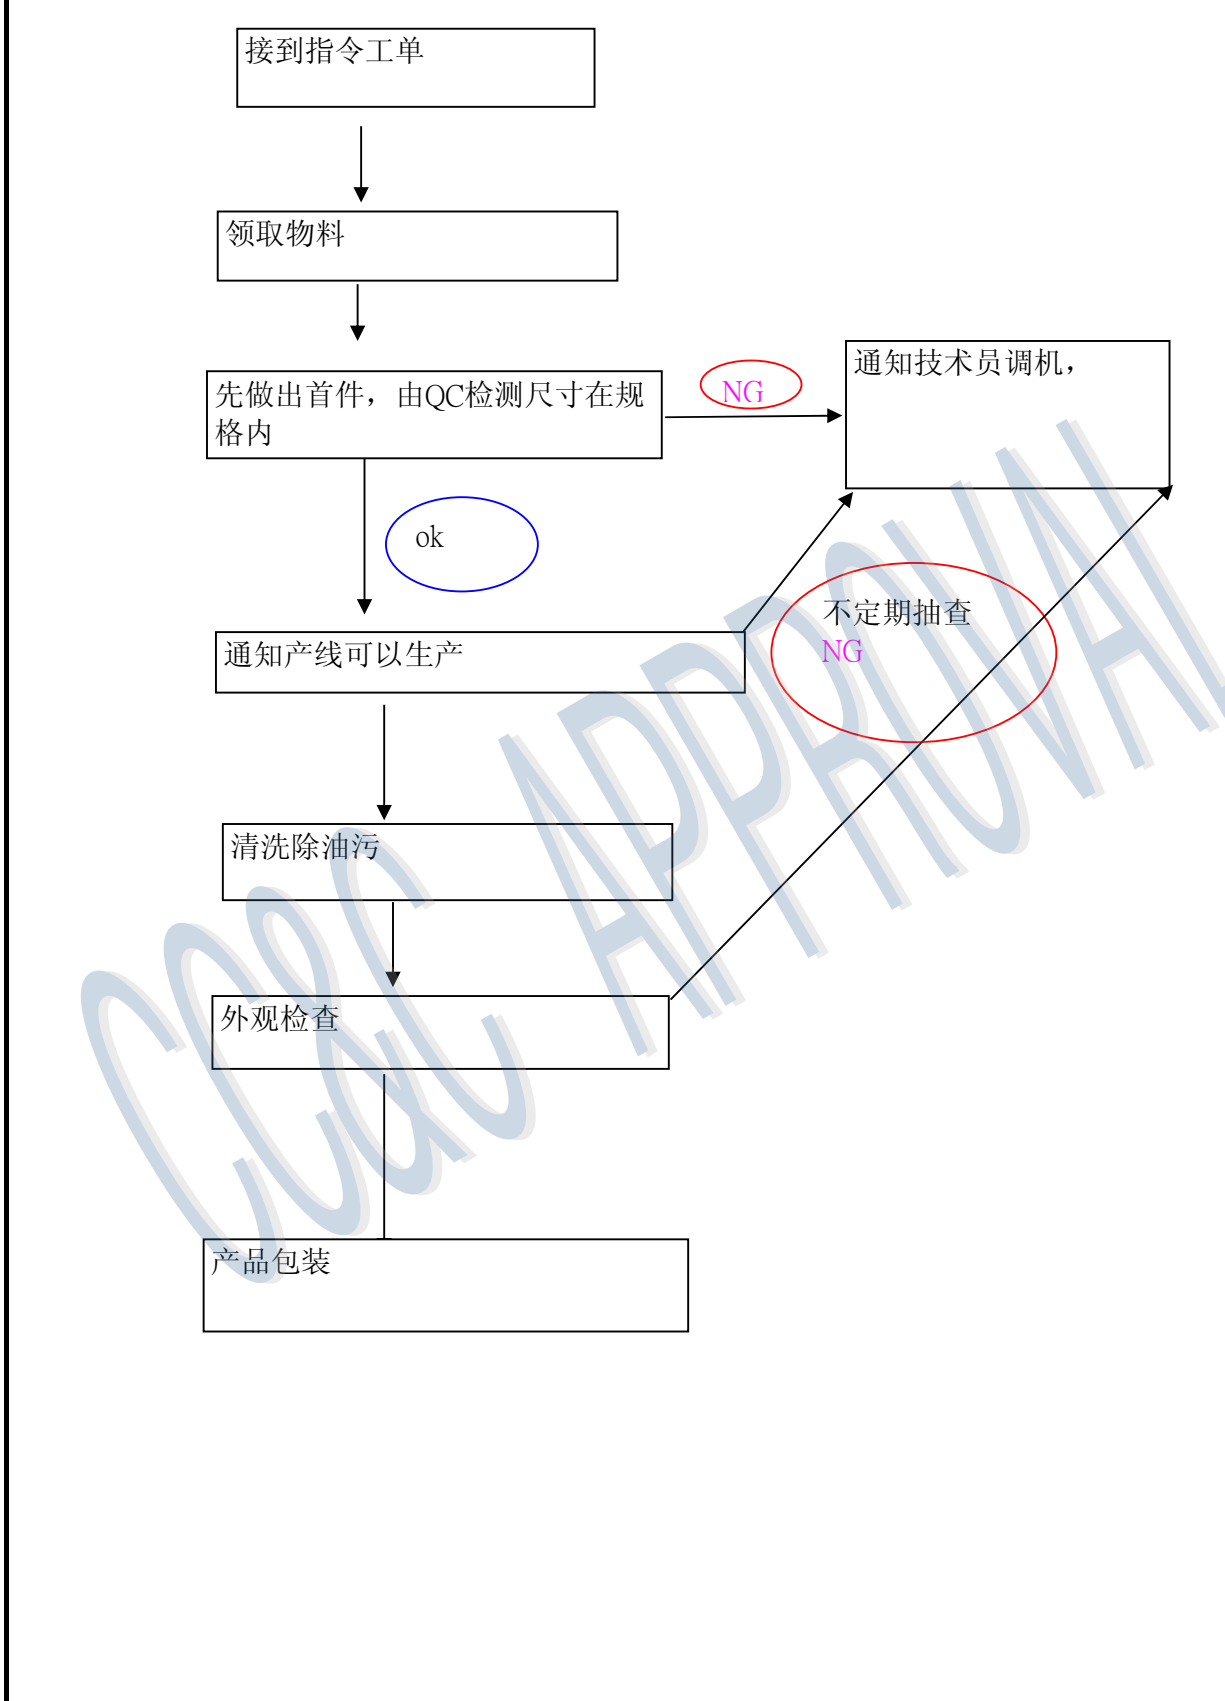 接到指令工单
领取物料
先做出首件，由QC检测尺寸在规
格内
NG
通知技术员调机，
ok
不定期抽查
NG
通知产线可以生产
清洗除油污
外观检查
产品包装
CC&C APPROVAL